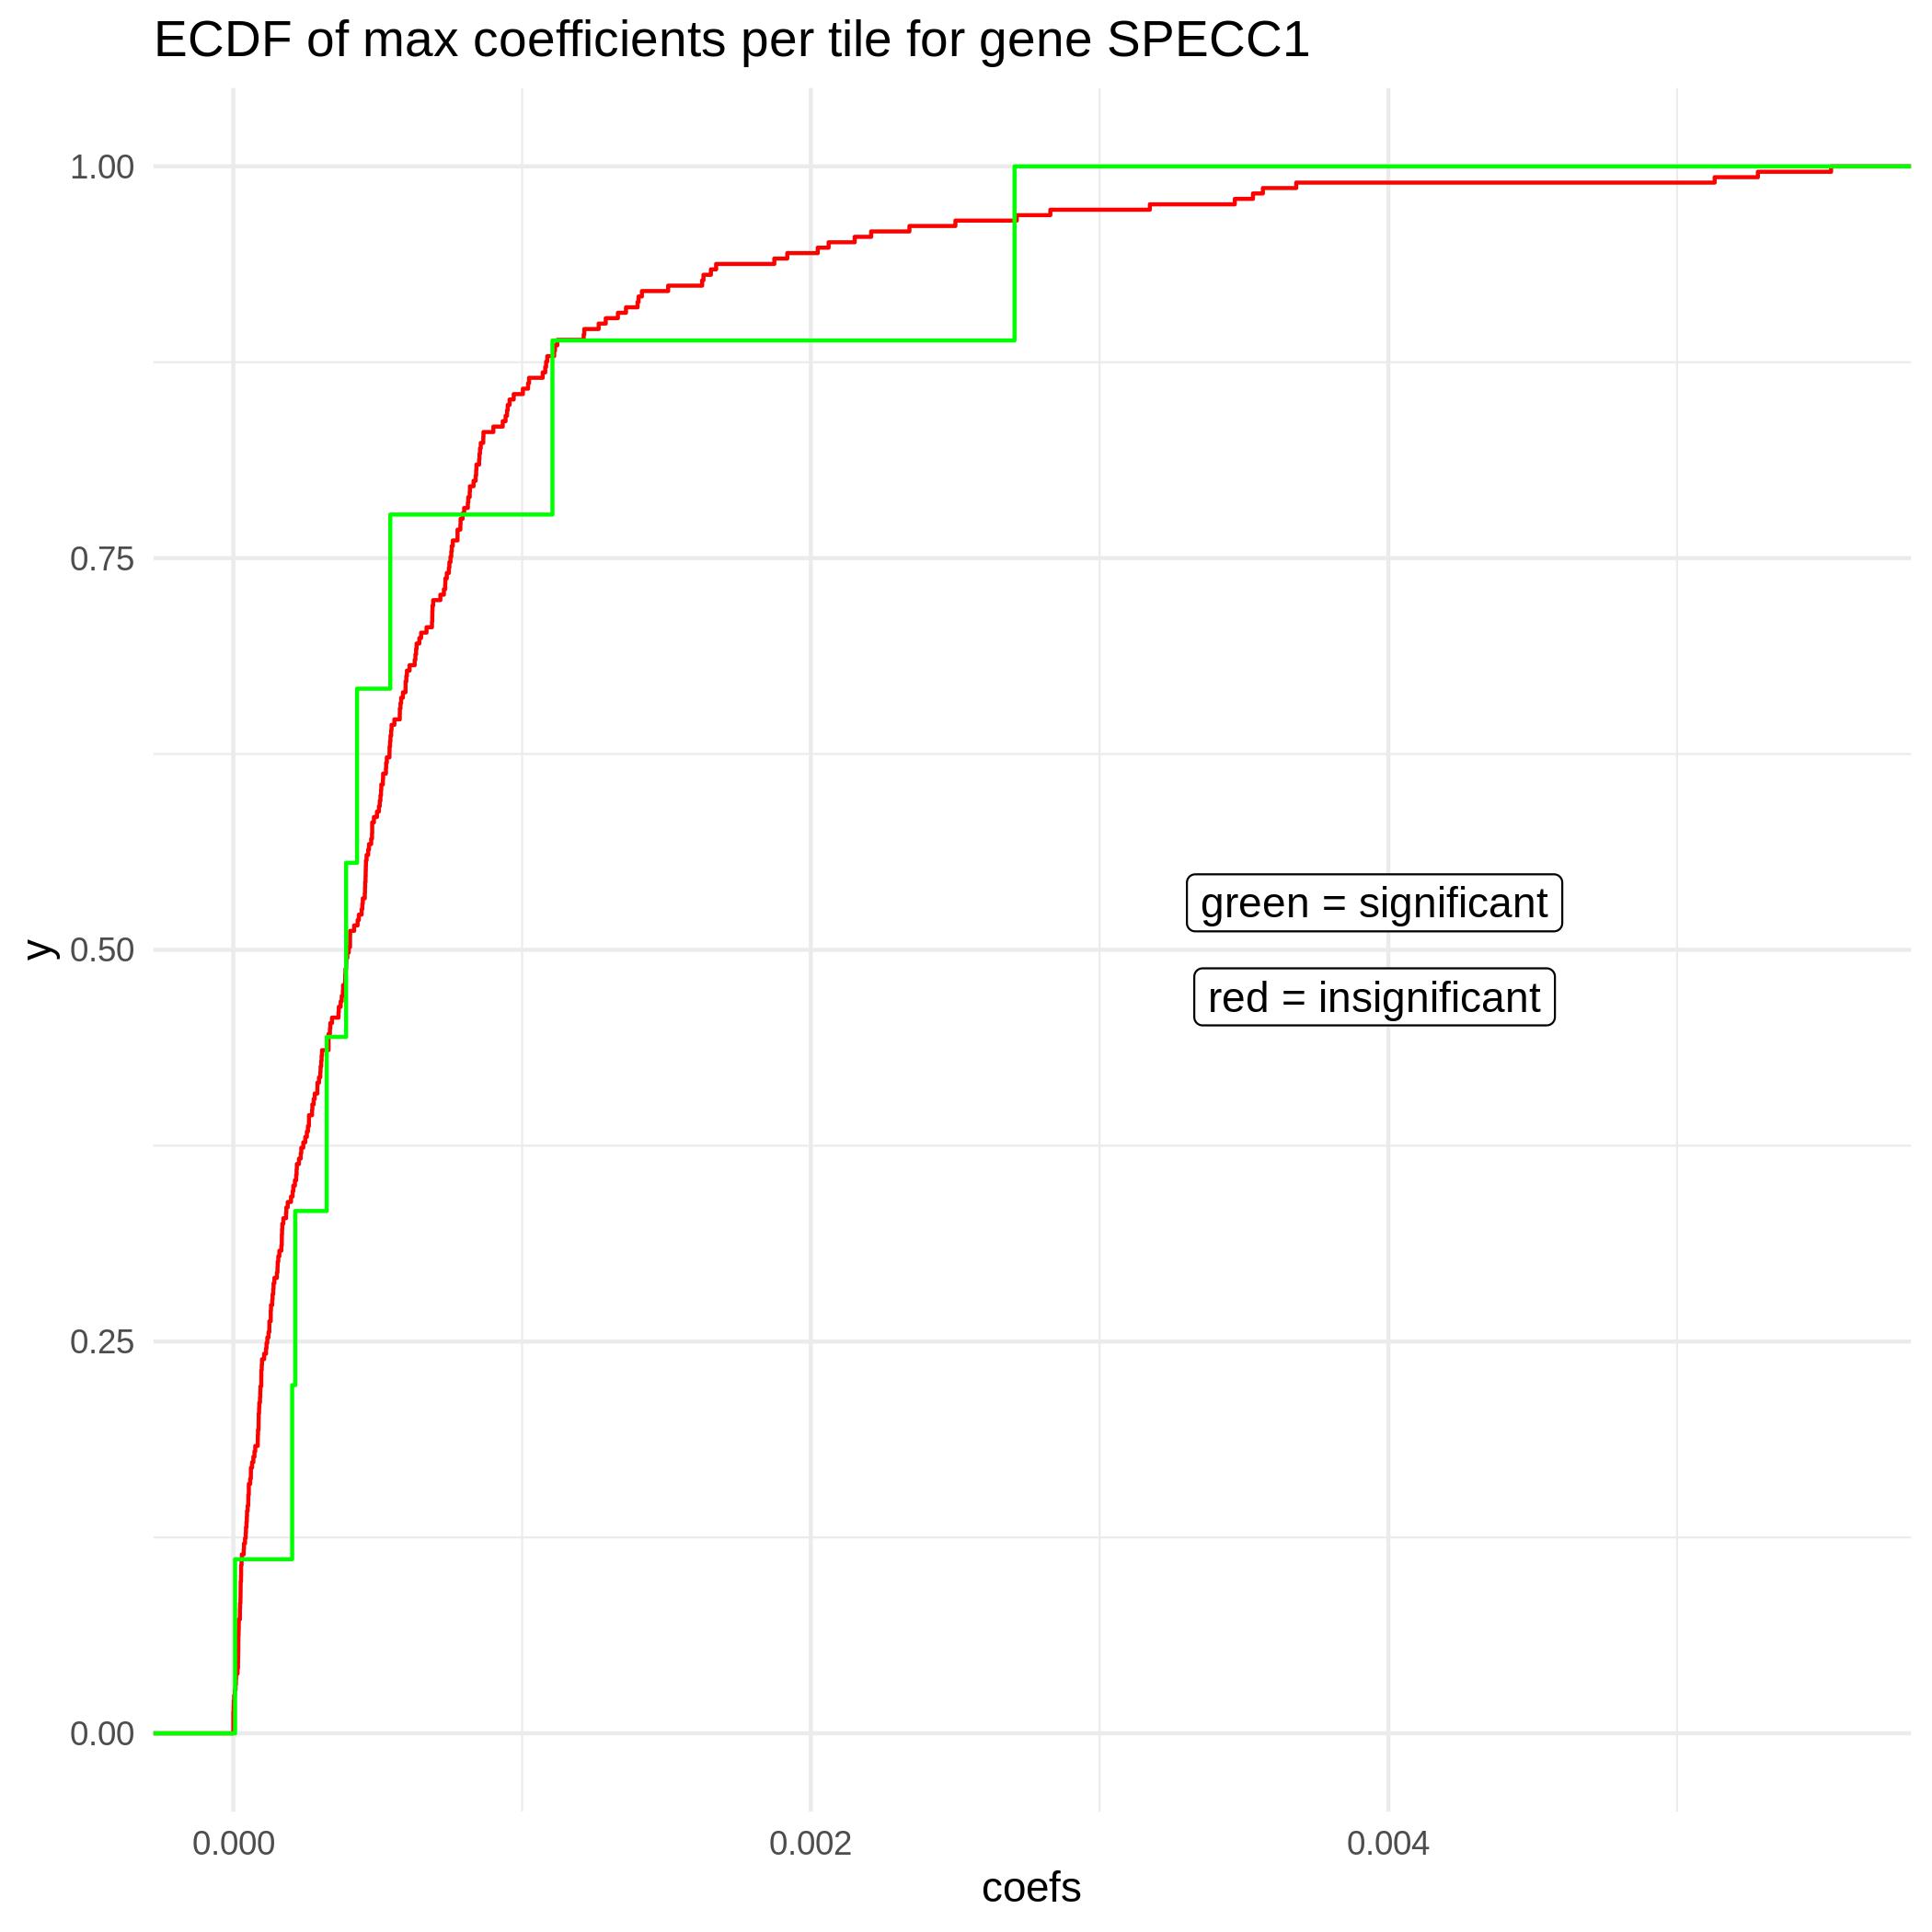 ECDF of max coefficients per tile for gene SPECC1
1.00
0.75
0.50
0.25
0.00
y
green = significant
red = insignificant
0.000 0.002 0.004
coefs